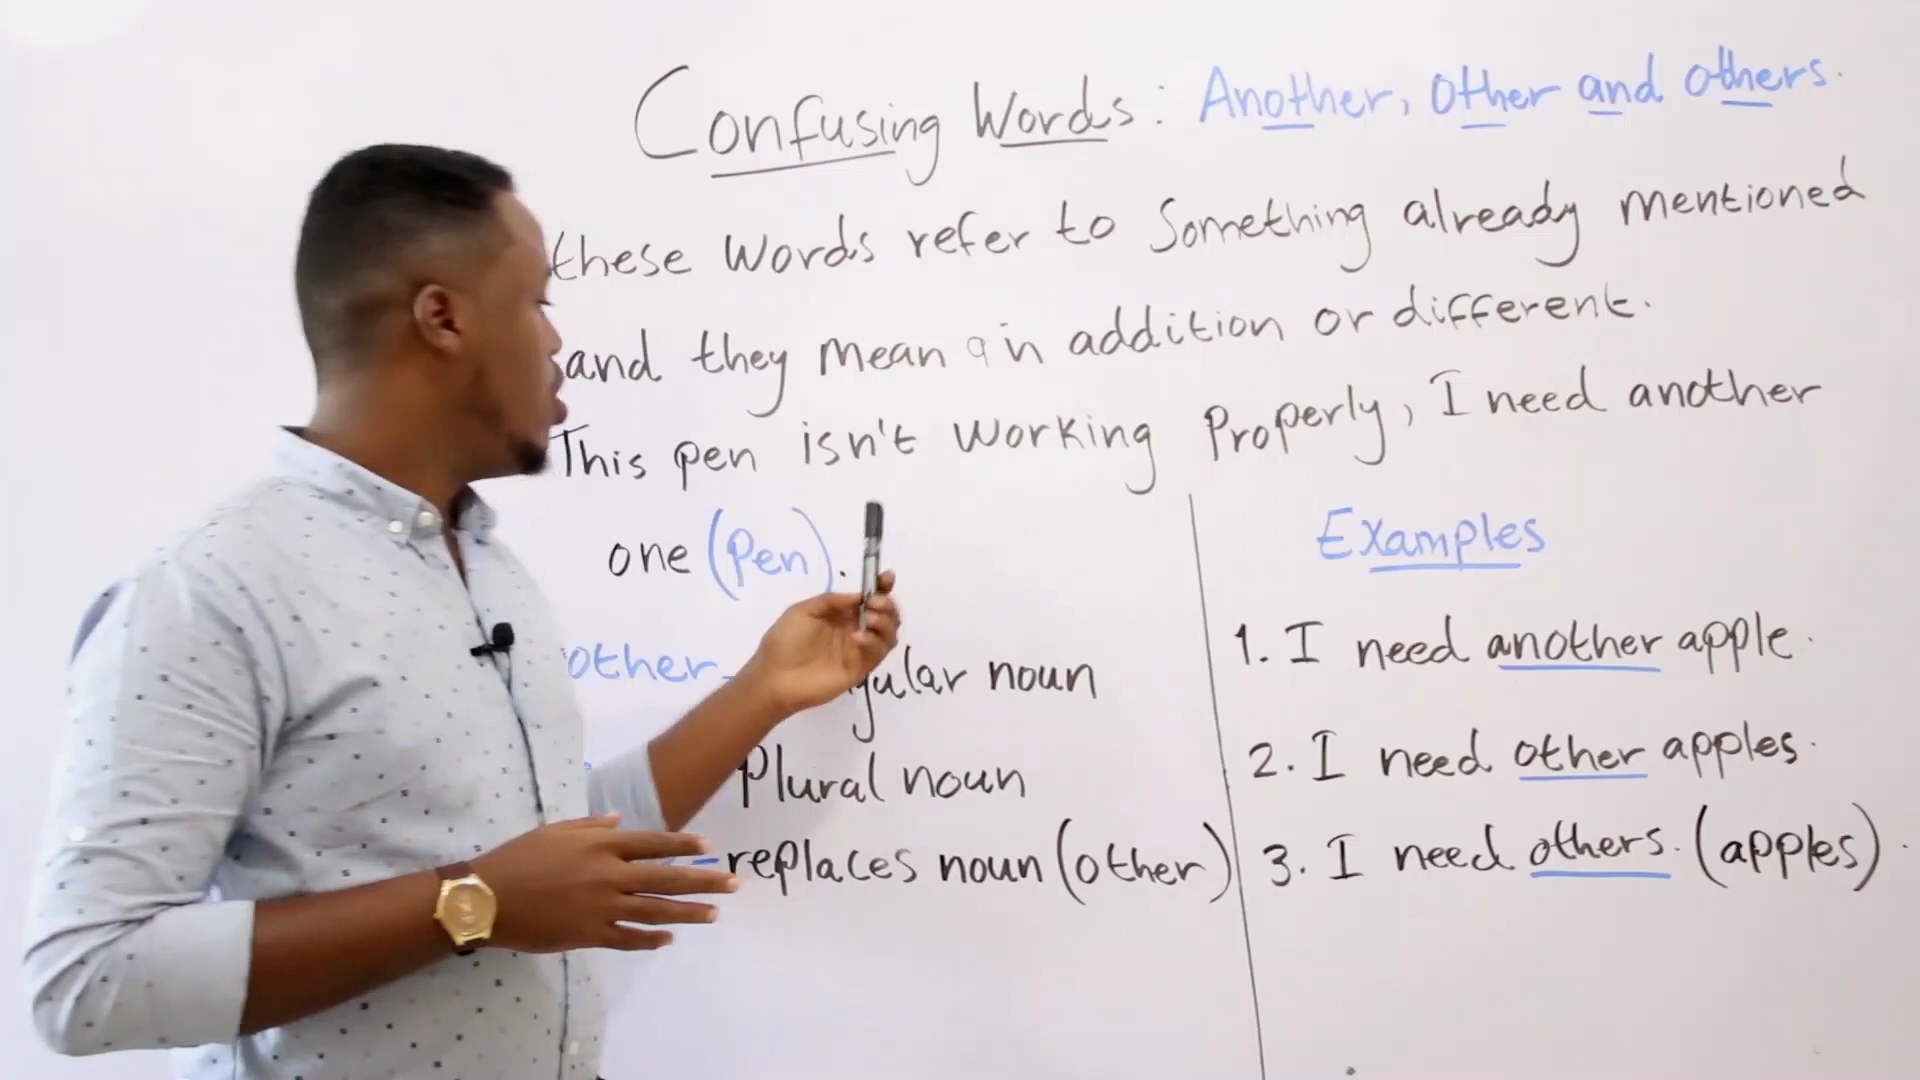 Confusing Words: Another, Other and others.
these words refer to Something already mentioned
and they mean in addition or different.
This pen isn't working Properly, I need another
one (Pen).
other - noun
Plural noun
- replaces noun (other)
Examples
1. I need another apple.
2. I need other apples.
3. I need others. (apples).